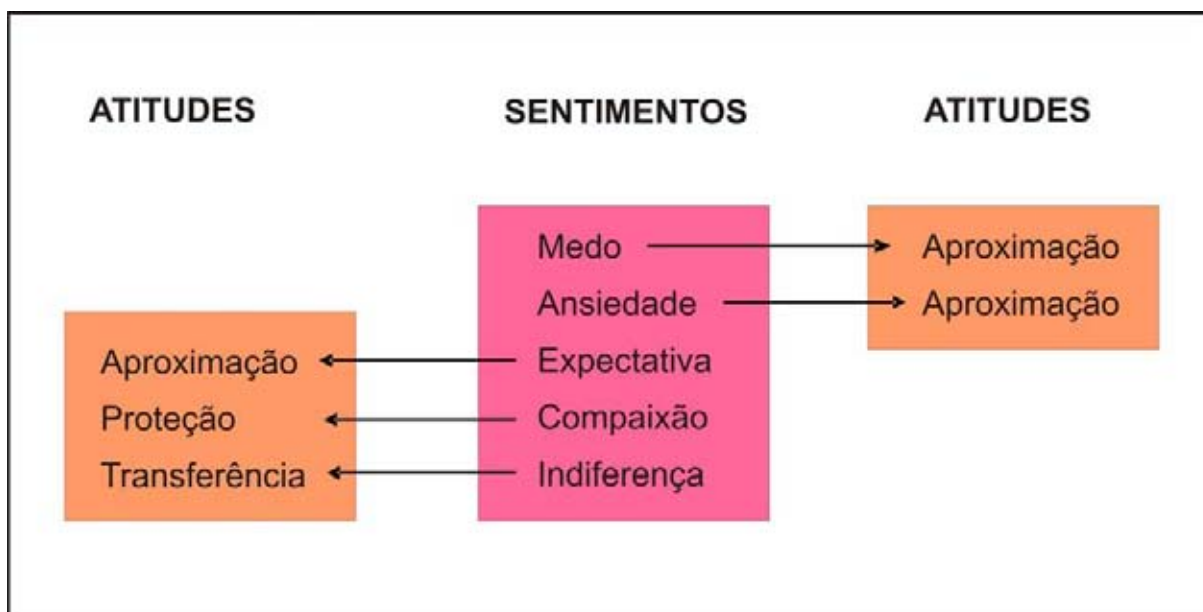 ATITUDES SENTIMENTOS ATITUDES
Medo Aproximação
Ansiedade Aproximação
Aproximação Expectativa
Proteção Compaixão
Transferência Indiferença